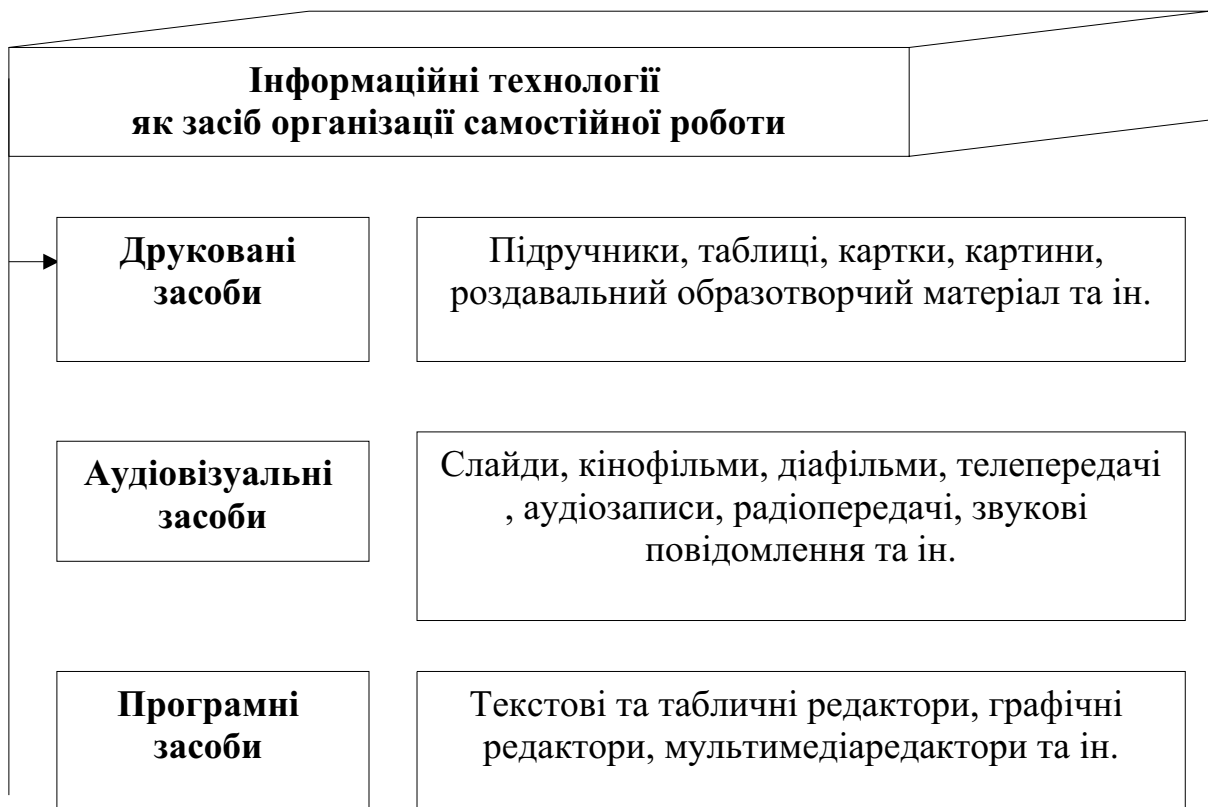 Інформаційні технології
як засіб організації самостійної роботи
Друковані
засоби
Підручники, таблиці, картки, картини,
роздавальний образотворчий матеріал та ін.
Аудіовізуальні
засоби
Слайди, кінофільми, діафільми, телепередачі
, аудіозаписи, радіопередачі, звукові
повідомлення та ін.
Програмні
засоби
Текстові та табличні редактори, графічні
редактори, мультимедіаредактори та ін.